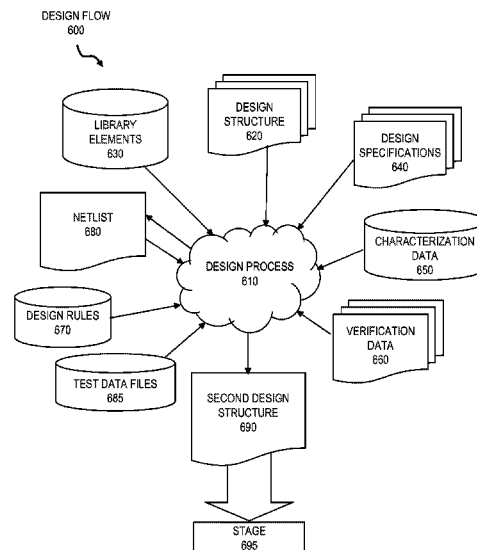 DESIGN FLOW
600
LIBRARY
ELEMENTS
630
DESIGN
STRUCTURE
620
DESIGN
SPECIFICATIONS
640
NETLIST
680
DESIGN PROCESS
610
CHARACTERIZATION
DATA
650
DESIGN RULES
670
VERIFICATION
DATA
660
TEST DATA FILES
685
SECOND DESIGN
STRUCTURE
690
STAGE
695